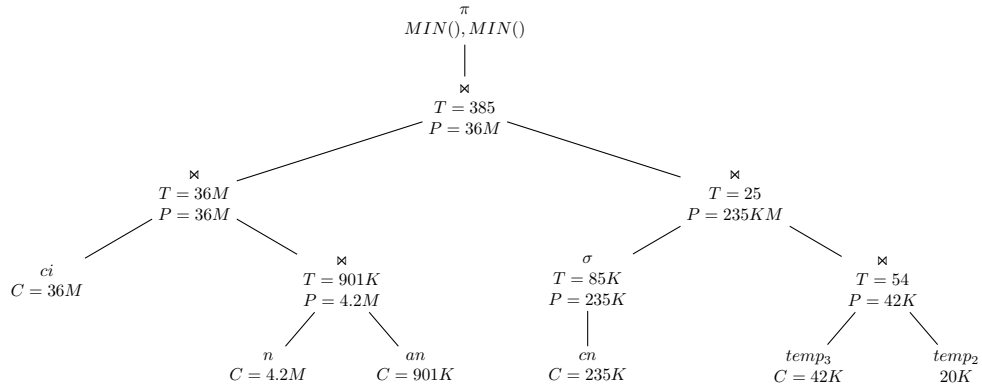 π
MIN(), MIN()
⋈
T = 385
P = 36M
⋈
T = 36M
P = 36M
⋈
T = 25
P = 235KM
ci
C = 36M
⋈
T = 901K
P = 4.2M
σ
T = 85K
P = 235K
⋈
T = 54
P = 42K
n
C = 4.2M
an
C = 901K
cn
C = 235K
temp₃
C = 42K
temp₂
20K